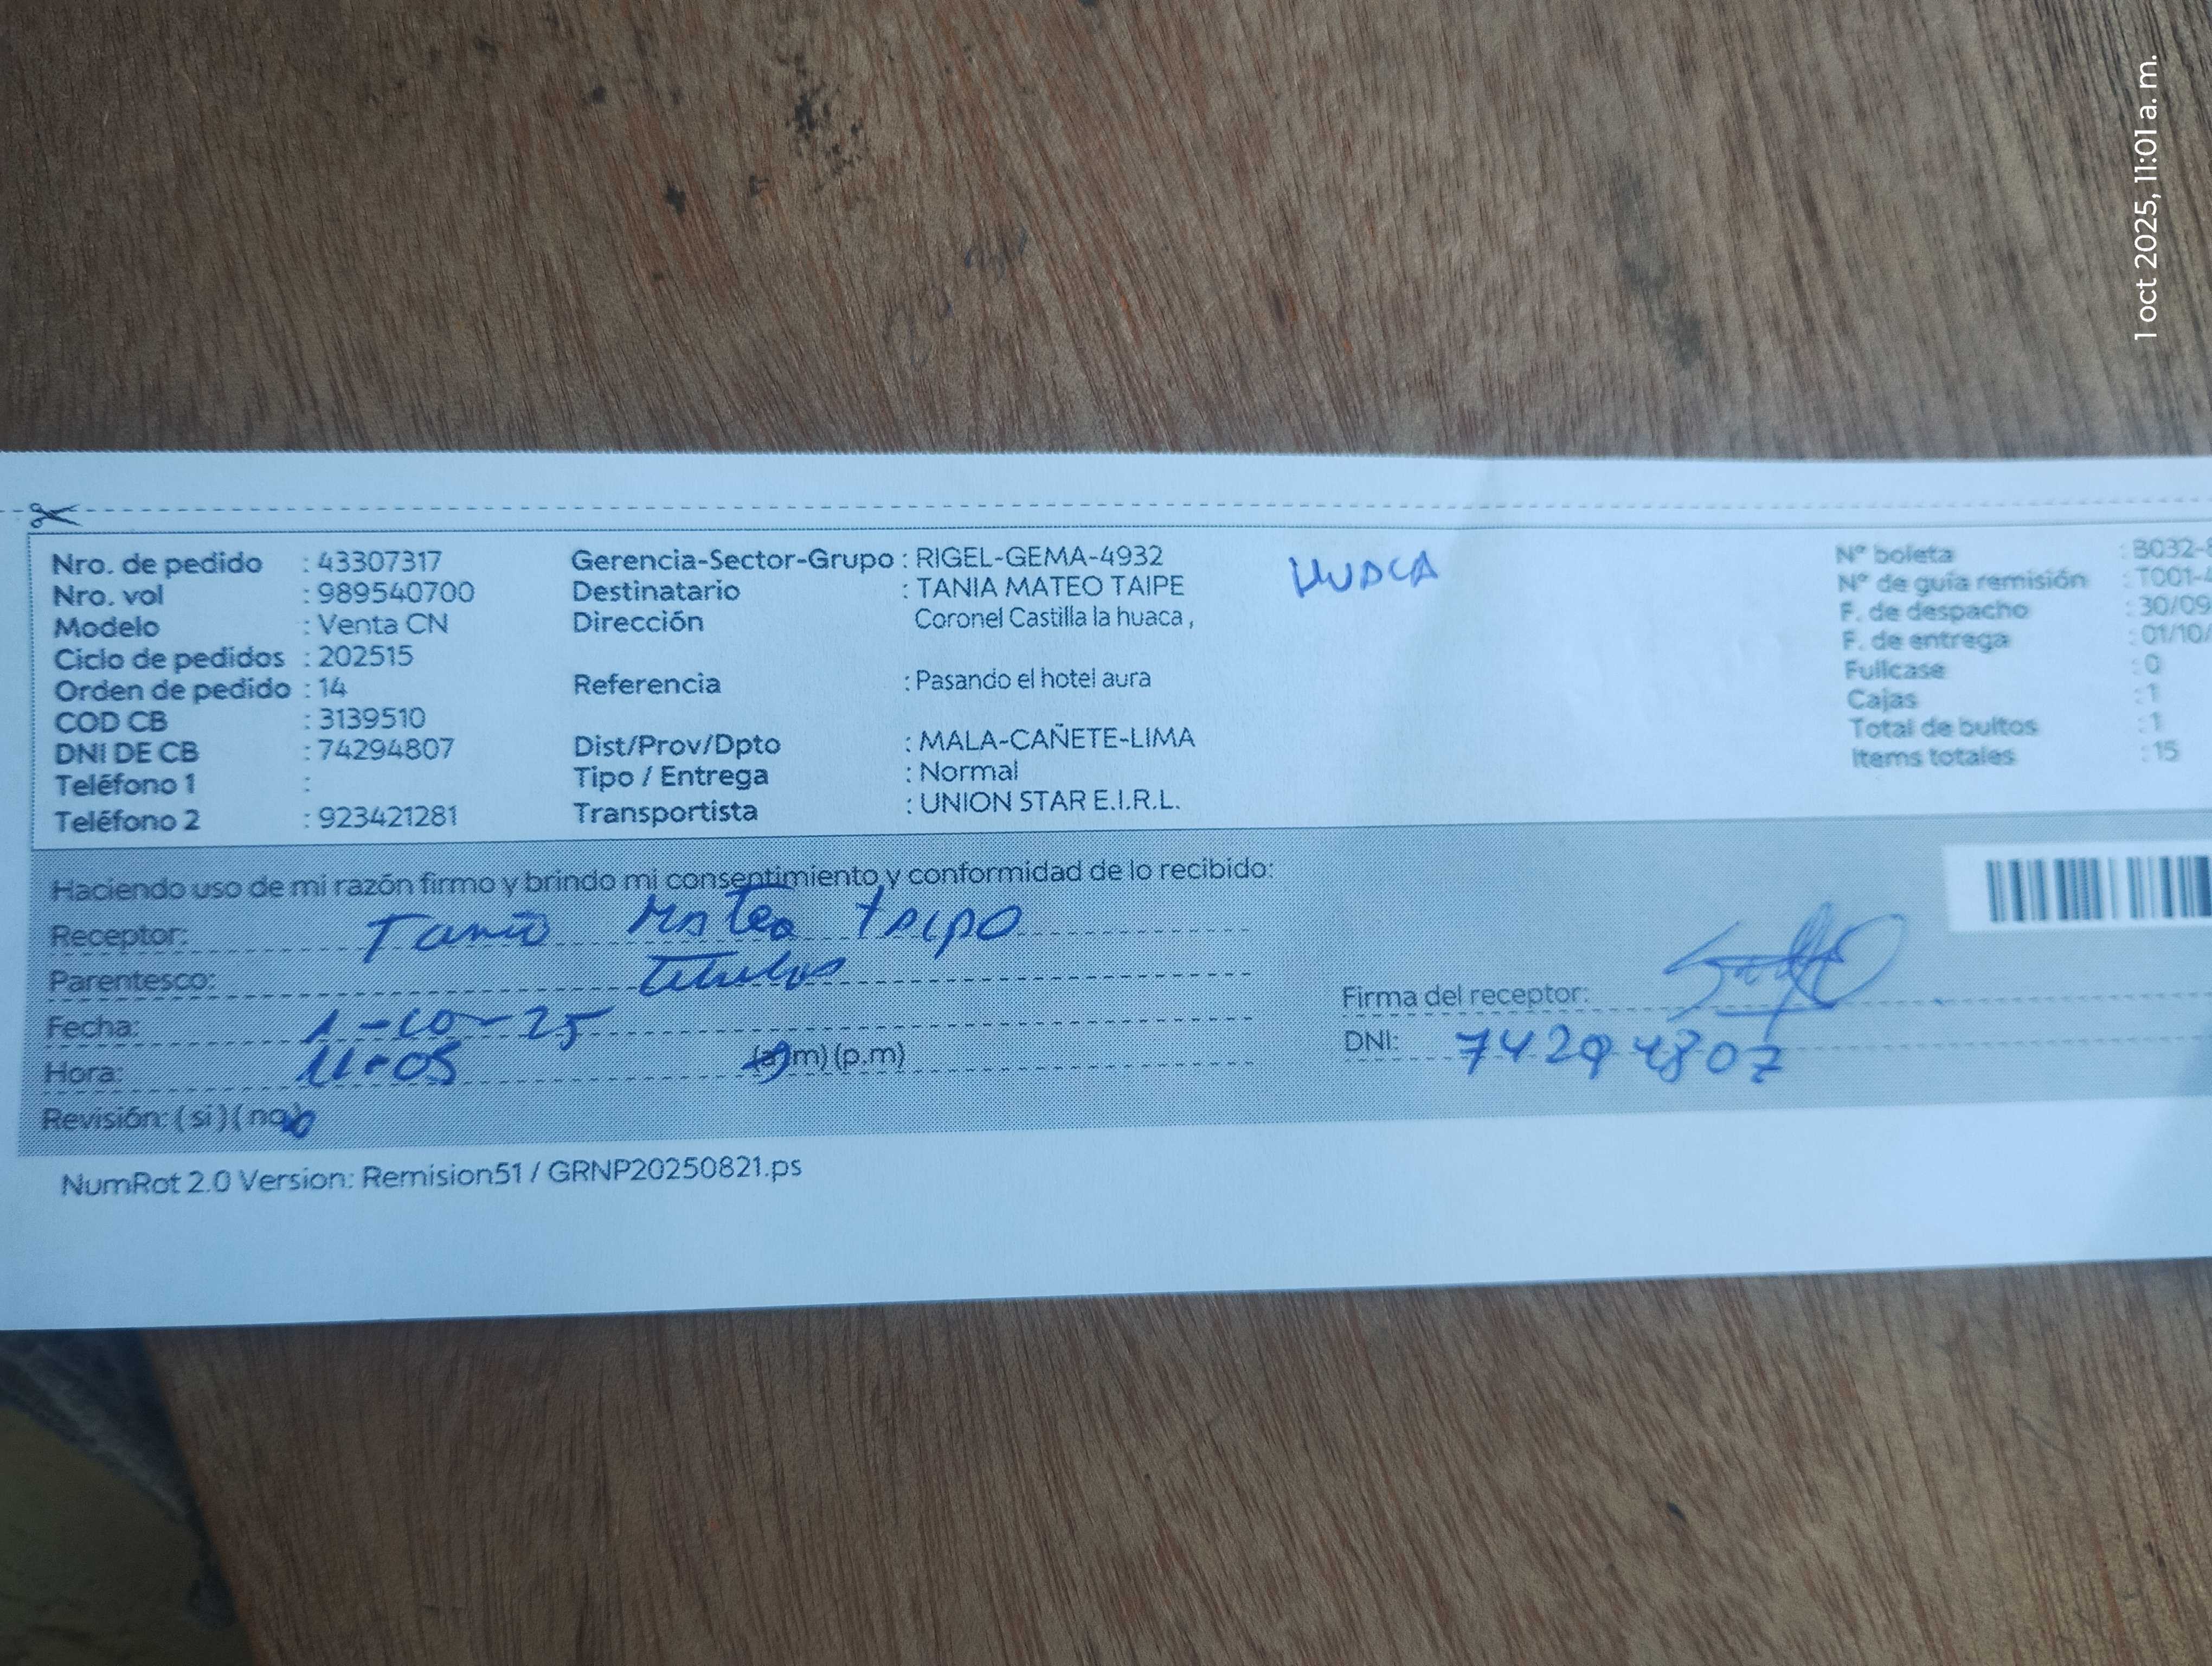 1 oct 2025, 11:01 a. m.
Nro. de pedido : 43307317
Nro. vol : 989540700
Modelo : Venta CN
Ciclo de pedidos : 202515
Orden de pedido : 14
COD CB : 3139510
DNI DE CB : 74294807
Teléfono 1 :
Teléfono 2 : 923421281
Gerencia-Sector-Grupo : RIGEL-GEMA-4932
Destinatario : TANIA MATEO TAIPE
Dirección Coronel Castilla la huaca ,
Referencia : Pasando el hotel aura
Dist/Prov/Dpto : MALA-CAÑETE-LIMA
Tipo / Entrega : Normal
Transportista : UNION STAR E.I.R.L.
HUACA
N° boleta : B032-
N° de guía remisión : T001-
F. de despacho : 30/09
F. de entrega : 01/10/
Fullcase : 0
Cajas : 1
Total de bultos : 1
Items totales : 15
Haciendo uso de mi razón firmo y brindo mi consentimiento y conformidad de lo recibido:
Receptor: Tania Mateo Taipo
Parentesco:
Fecha: 1-10-25
Hora: 11:05 (a.m) (p.m)
Revisión: ( si ) ( no )
Firma del receptor:
DNI: 74294807
NumRot 2.0 Version: Remision51 / GRNP20250821.ps